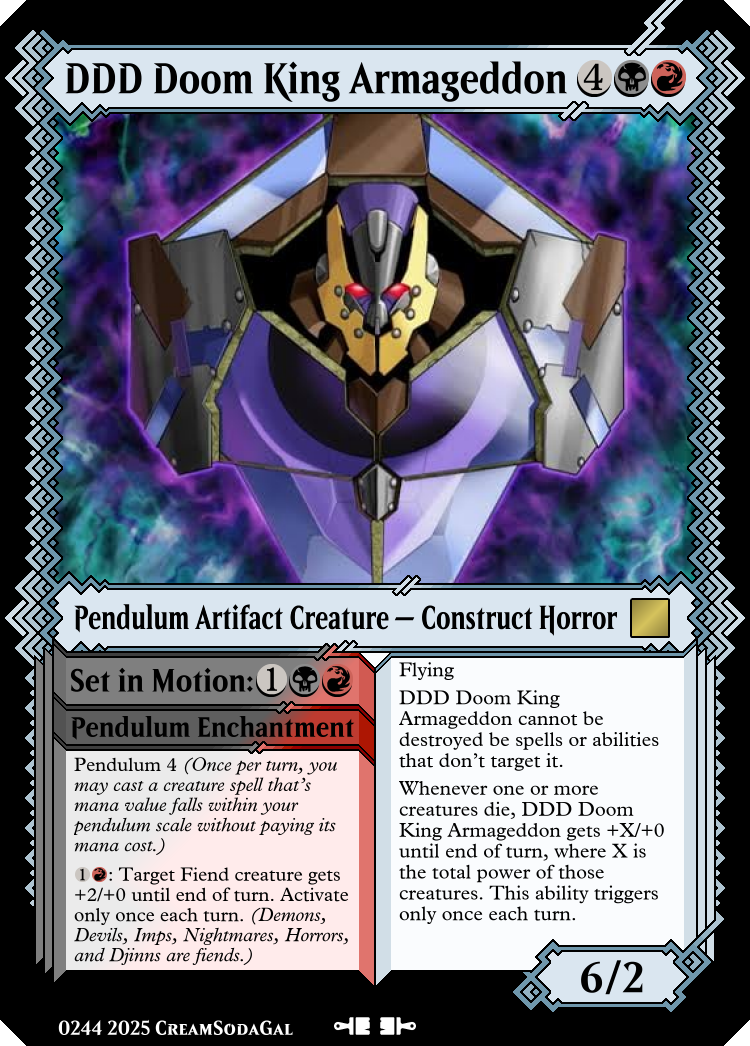 DDD Doom King Armageddon 4
Pendulum Artifact Creature — Construct Horror
Set in Motion: 1
Pendulum Enchantment
Pendulum 4 (Once per turn, you
may cast a creature spell that's
mana value falls within your
pendulum scale without paying its
mana cost.)
1 : Target Fiend creature gets
+2/+0 until end of turn. Activate
only once each turn. (Demons,
Devils, Imps, Nightmares, Horrors,
and Djinns are fiends.)
Flying
DDD Doom King
Armageddon cannot be
destroyed be spells or abilities
that don't target it.
Whenever one or more
creatures die, DDD Doom
King Armageddon gets +X/+0
until end of turn, where X is
the total power of those
creatures. This ability triggers
only once each turn.
6/2
0244 2025 CreamSodaGal